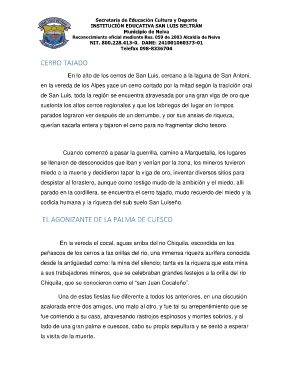 Secretaría de Educación Cultura y Deporte
INSTITUCIÓN EDUCATIVA SAN LUIS BELTRÁN
Municipio de Neiva
Reconocimiento oficial mediante Res. 059 de 2003 Alcaldía de Neiva
NIT. 800.228.413-0. DANE: 241001060373-01
Telefax 098-8336704
CERRO TAJADO
En lo alto de los cerros de San Luis, cercano a la laguna de San Antoni,
en la vereda de los Alpes yace un cerro cortado por la mitad según la tradición oral
de San Luis, toda la región se encuentra atravesada por una gran viga de oro que
sustenta los altos cerros regionales y que los labriegos del lugar en tiempos
parados lograron ver después de un derrumbe, y por sus ansias de riqueza,
querían sacarla entera y tajaron el cerro para no fragmentar dicho tesoro.
Cuando comenzó a pasar la guerrilla, camino a Marquetalia, los lugares
se llenaron de desconocidos que iban y venían por la zona, los mineros tuvieron
miedo a la muerte y decidieron tapar la viga de oro, inventar diversos sitios para
despistar al forastero, aunque como testigo mudo de la ambición y el miedo, allí
parado en la cordillera, se encuentra el cerro tajado, mudo recuerdo del miedo y la
codicia humana y la riqueza del sub suelo San Luiseño.
EL AGONIZANTE DE LA PALMA DE CUESCO
En la vereda el cocal, aguas arriba del río Chiquila, escondida en los
peñascos de los cerros a las orillas del río, una inmensa riqueza aurífera conocida
desde la antigüedad como: la mina del silencio; tanta es la riqueza que esta mina
a sus trabajadores mineros, que se celebraban grandes festejos a la orilla del río
Chiquila, que se conocieron como el "san Juan Cocaleño".
Una de estas fiestas fue diferente a todos las anteriores, en una discusión
acalorada entre dos amigos, uno mato al otro, y fue tal su arrepentimiento que se
fue corriendo a su casa, atravesando rastrojos espinosos y montes sobrios, y al
lado de una gran palma e cuescos, cabo su propia sepultura y se sentó a esperar
la visita de la muerte.